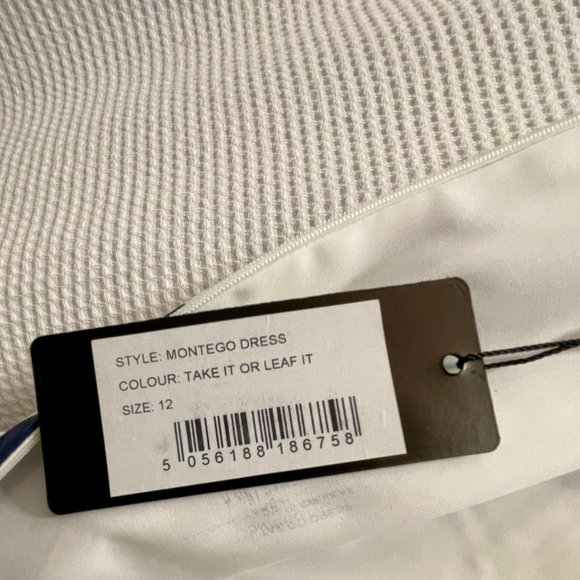 STYLE: MONTEGO DRESS
COLOUR: TAKE IT OR LEAF IT
SIZE: 12
5 056188 186758